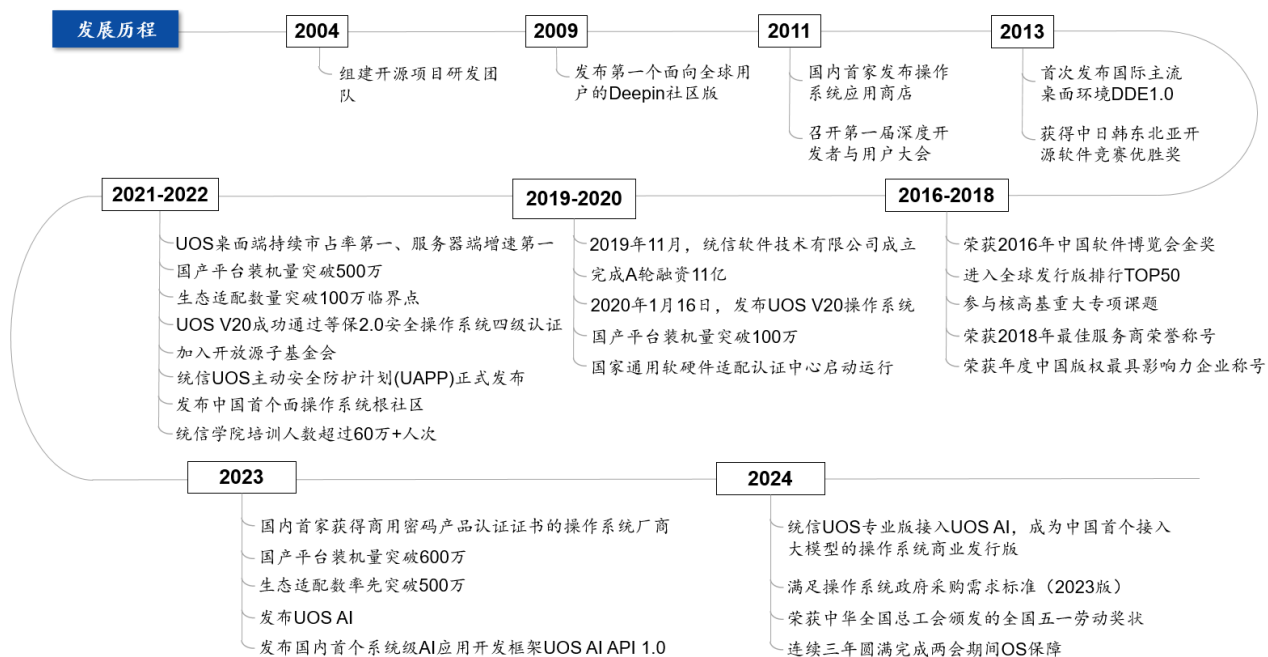 发展历程
2004
组建开源项目研发团
队
2009
发布第一个面向全球用
户的Deepin社区版
2011
国内首家发布操作
系统应用商店
召开第一届深度开
发者与用户大会
2013
首次发布国际主流
桌面环境DDE1.0
获得中日韩东北亚开
源软件竞赛优胜奖
2016-2018
荣获2016年中国软件博览会金奖
进入全球发行版排行TOP50
参与核高基重大专项课题
荣获2018年最佳服务商荣誉称号
荣获年度中国版权最具影响力企业称号
2019-2020
2019年11月，统信软件技术有限公司成立
完成A轮融资11亿
2020年1月16日，发布UOS V20操作系统
国产平台装机量突破100万
国家通用软硬件适配认证中心启动运行
2021-2022
UOS桌面端持续市占率第一、服务器端增速第一
国产平台装机量突破500万
生态适配数量突破100万临界点
UOS V20成功通过等保2.0安全操作系统四级认证
加入开放源子基金会
统信UOS主动安全防护计划(UAPP)正式发布
发布中国首个面操作系统根社区
统信学院培训人数超过60万+人次
2023
国内首家获得商用密码产品认证证书的操作系统厂商
国产平台装机量突破600万
生态适配数率先突破500万
发布UOS AI
发布国内首个系统级AI应用开发框架UOS AI API 1.0
2024
统信UOS专业版接入UOS AI，成为中国首个接入
大模型的操作系统商业发行版
满足操作系统政府采购需求标准（2023版）
荣获中华全国总工会颁发的全国五一劳动奖状
连续三年圆满完成两会期间OS保障